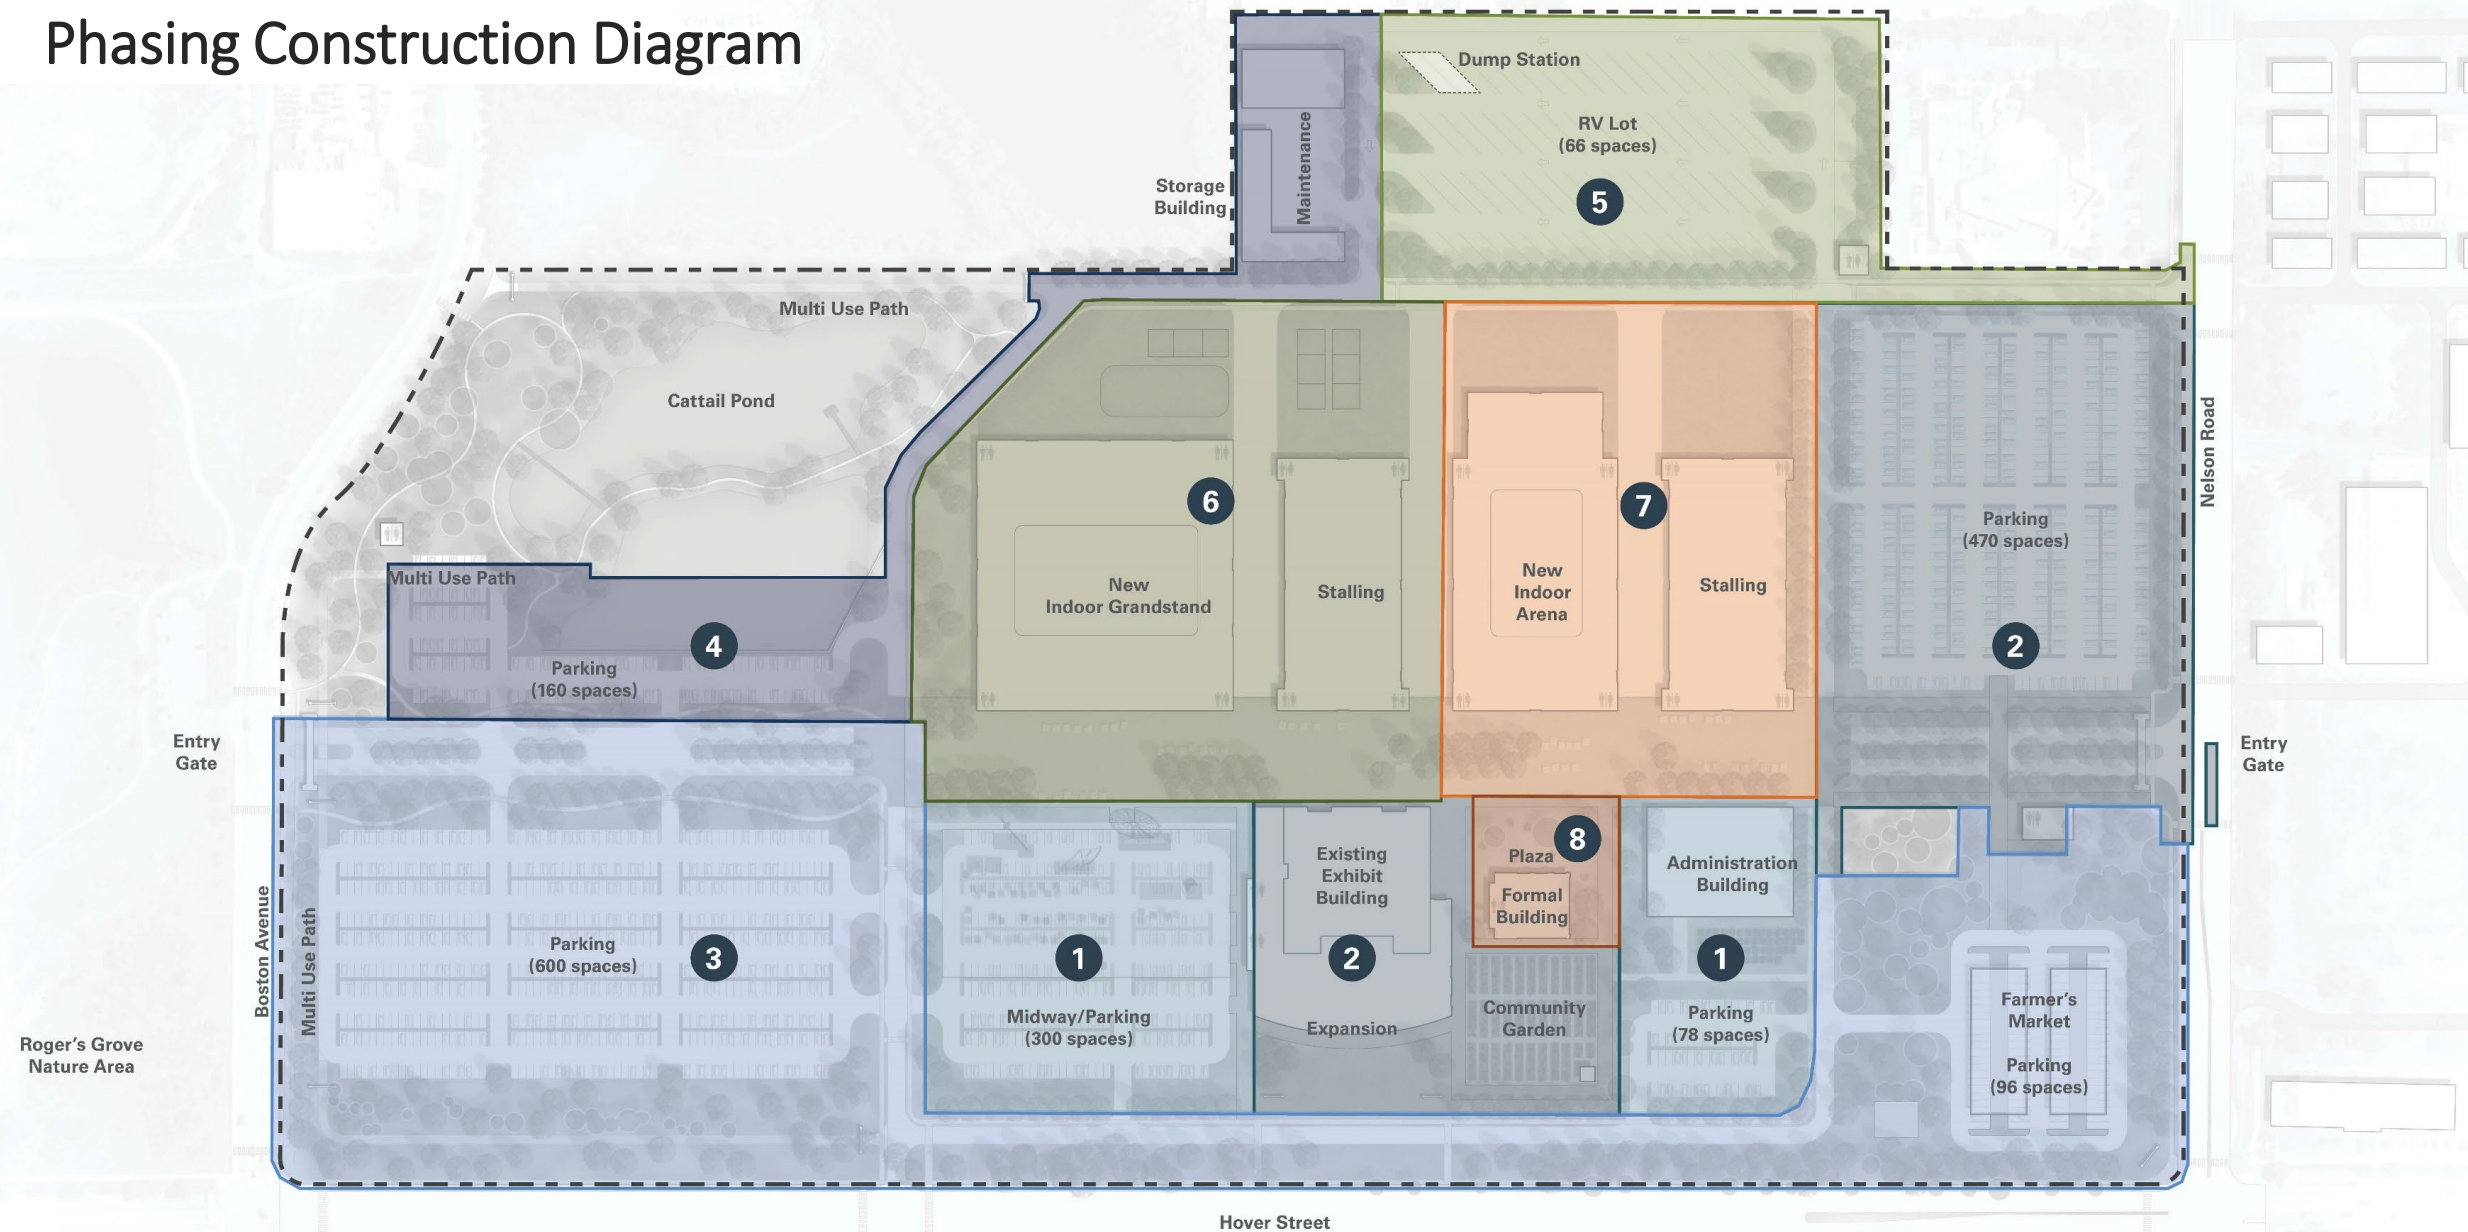 Phasing Construction Diagram
Dump Station
RV Lot
(66 spaces)
5
Maintenance
Storage
Building
Multi Use Path
Cattail Pond
Nelson Road
6
7
Parking
(470 spaces)
2
New
Indoor Grandstand
Stalling
New
Indoor
Arena
Stalling
Multi Use Path
4
Parking
(160 spaces)
Entry
Gate
Entry
Gate
8
Plaza
Formal
Building
Existing
Exhibit
Building
Administration
Building
Boston Avenue
Multi Use Path
Parking
(600 spaces)
3
1
2
1
Midway/Parking
(300 spaces)
Expansion
Community
Garden
Parking
(78 spaces)
Farmer's
Market
Parking
(96 spaces)
Roger's Grove
Nature Area
Hover Street